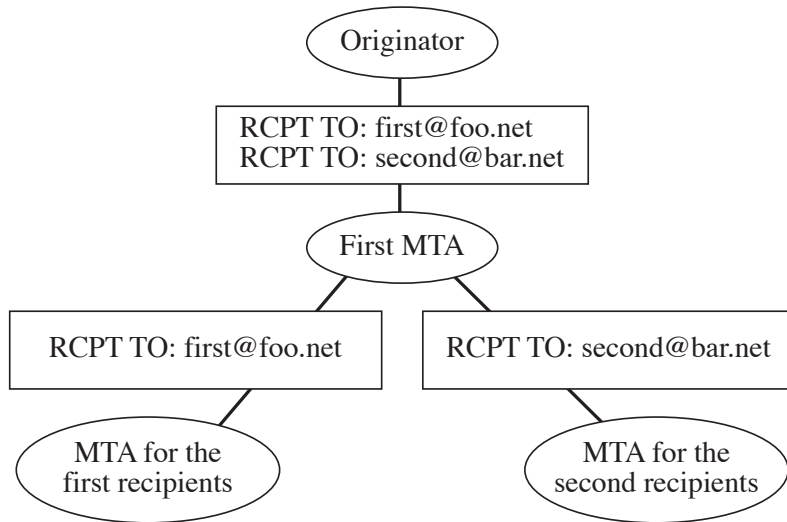 Originator
RCPT TO: first@foo.net
RCPT TO: second@bar.net
First MTA
RCPT TO: first@foo.net
RCPT TO: second@bar.net
MTA for the
first recipients
MTA for the
second recipients